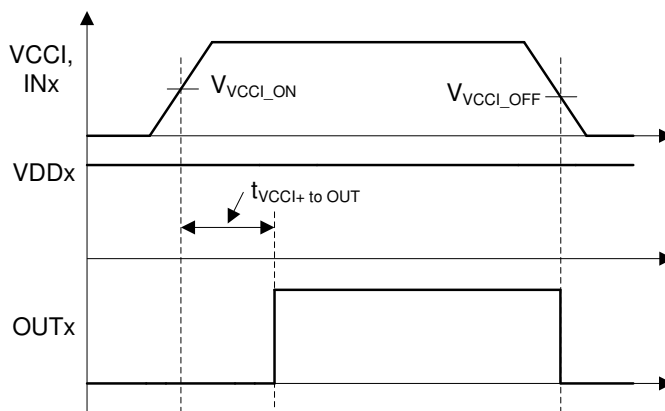 VCCI,
INx
VVCCI_ON
VVCCI_OFF
VDDx
tVCCI+ to OUT
OUTx